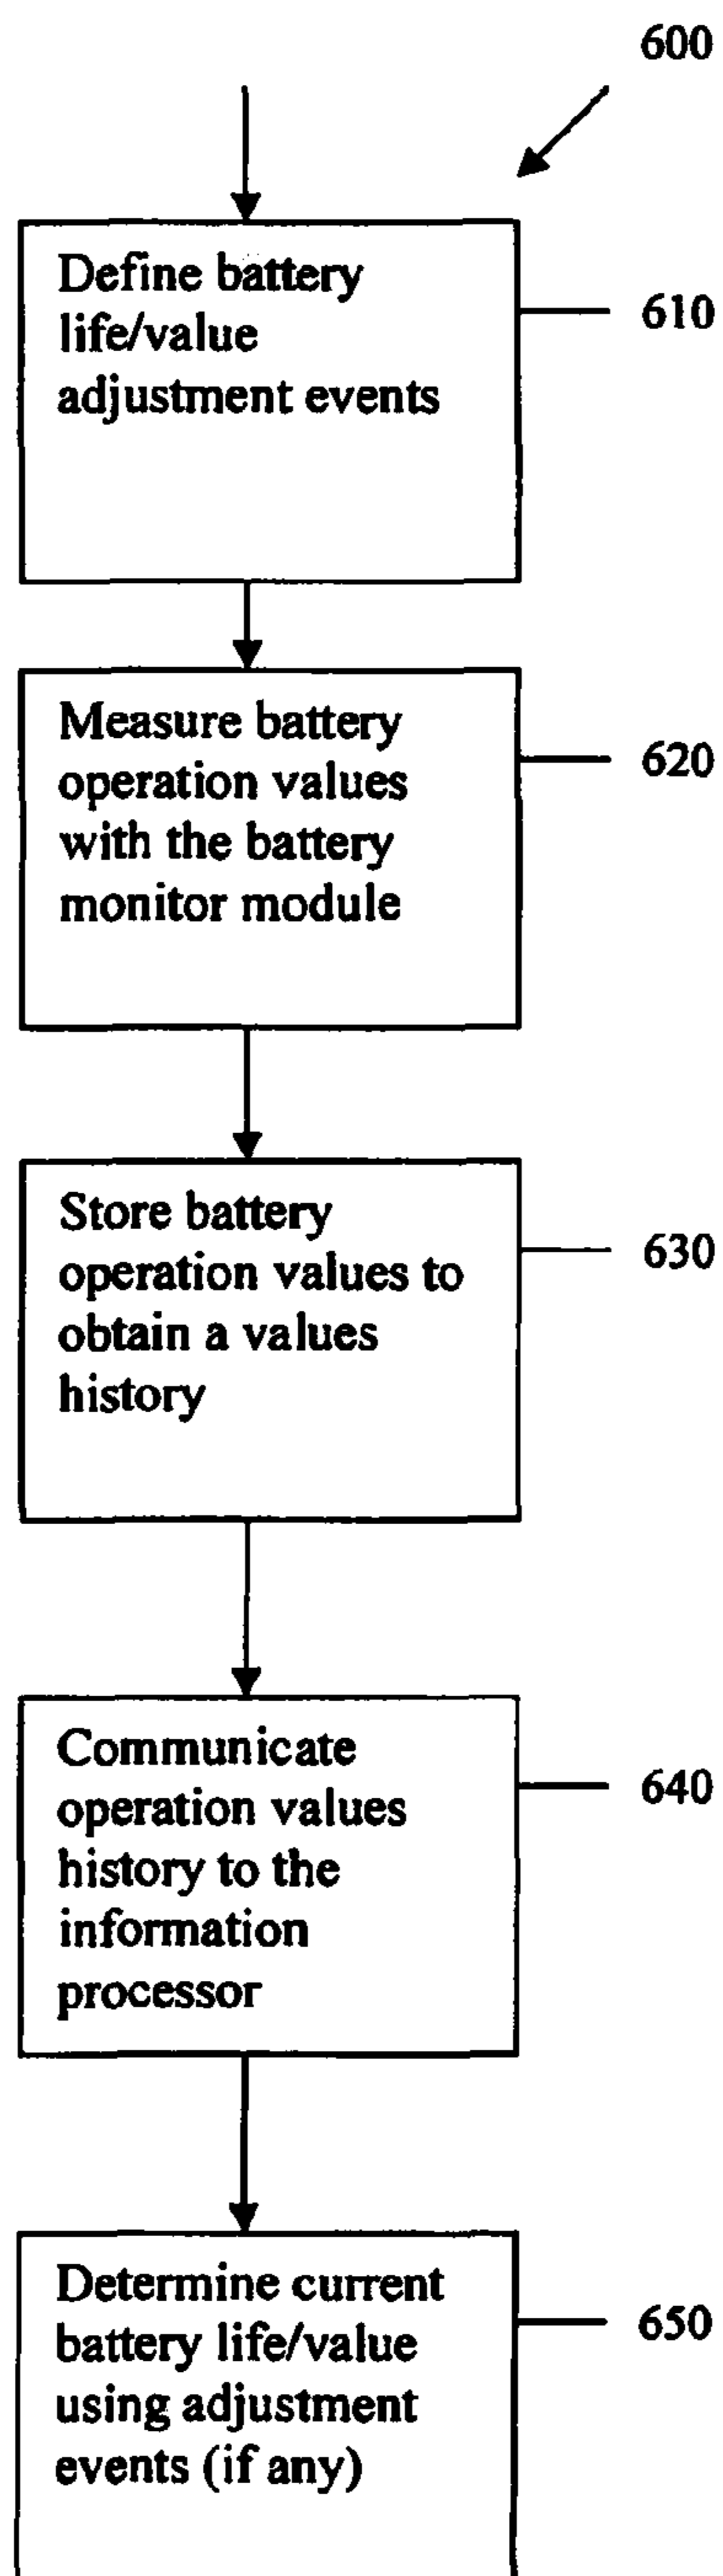 600
Define battery
life/value
adjustment events
610
Measure battery
operation values
with the battery
monitor module
620
Store battery
operation values to
obtain a values
history
630
Communicate
operation values
history to the
information
processor
640
Determine current
battery life/value
using adjustment
events (if any)
650